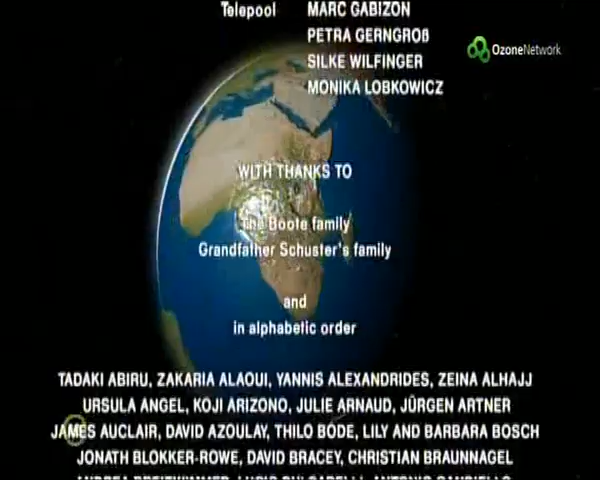 Telepool MARC GABIZON
PETRA GERNGROß
OzoneNetwork
SILKE WILFINGER
MONIKA LOBKOWICZ
WITH THANKS TO
The Boote family
Grandfather Schuster's family
and
in alphabetic order
TADAKI ABIRU, ZAKARIA ALAOUI, YANNIS ALEXANDRIDES, ZEINA ALHAJJ
URSULA ANGEL, KOJI ARIZONO, JULIE ARNAUD, JÜRGEN ARTNER
JAMES AUCLAIR, DAVID AZOULAY, THILO BODE, LILY AND BARBARA BOSCH
JONATH BLOKKER-ROWE, DAVID BRACEY, CHRISTIAN BRAUNNAGEL